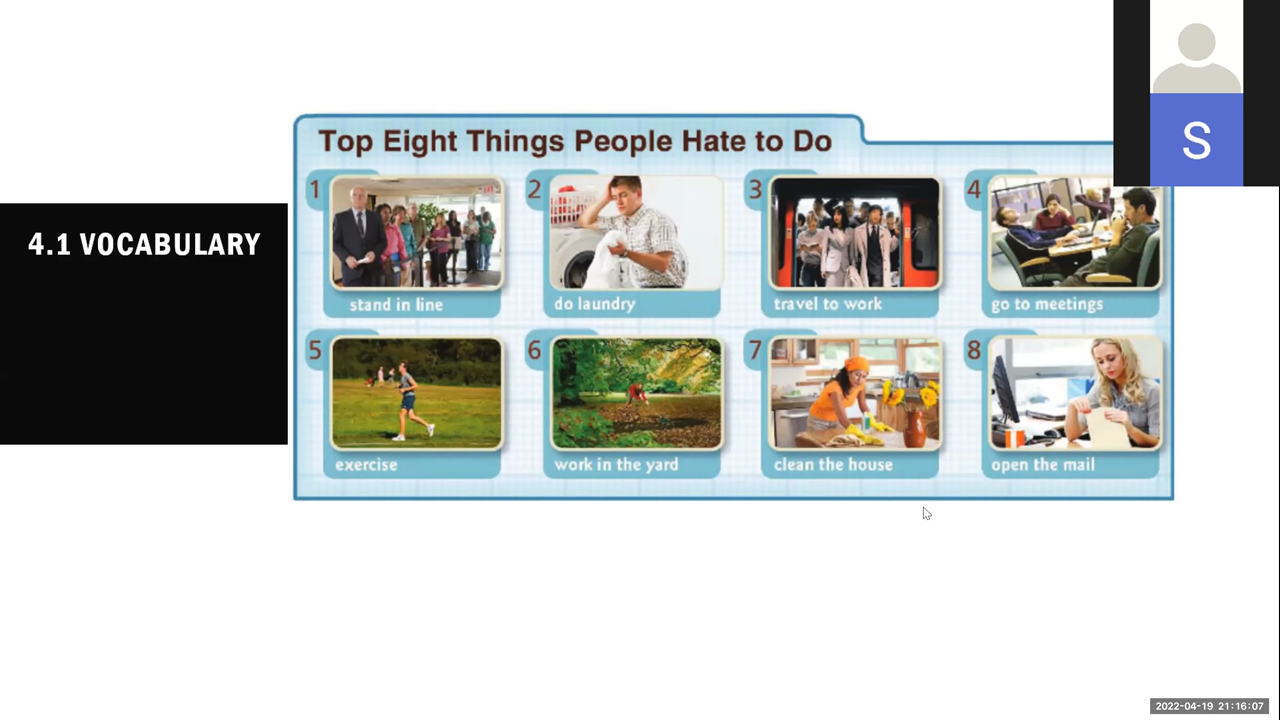 S
Top Eight Things People Hate to Do
4.1 VOCABULARY
1
2
3
4
stand in line
do laundry
travel to work
go to meetings
5
6
7
8
exercise
work in the yard
clean the house
open the mail
2022-04-19 21:16:07